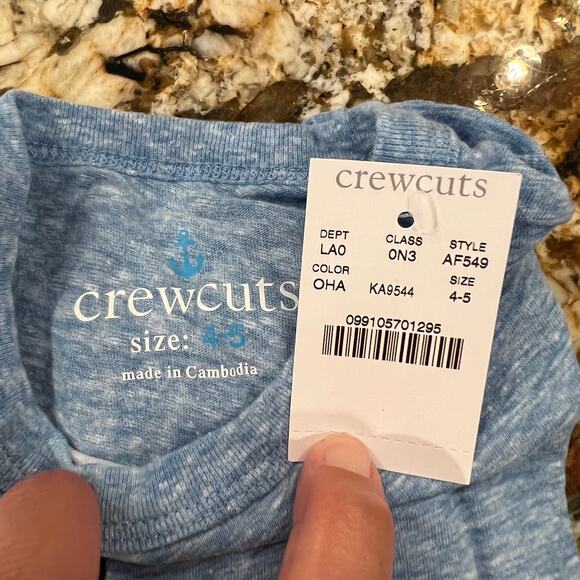 crewcuts
size: 4-5
made in Cambodia
crewcuts
DEPT CLASS STYLE
LA0 0N3 AF549
COLOR SIZE
OHA KA9544 4-5
099105701295